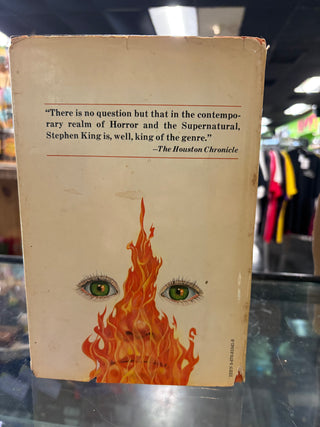 “There is no question but that in the contempo-
rary realm of Horror and the Supernatural,
Stephen King is, well, king of the genre.”
—The Houston Chronicle